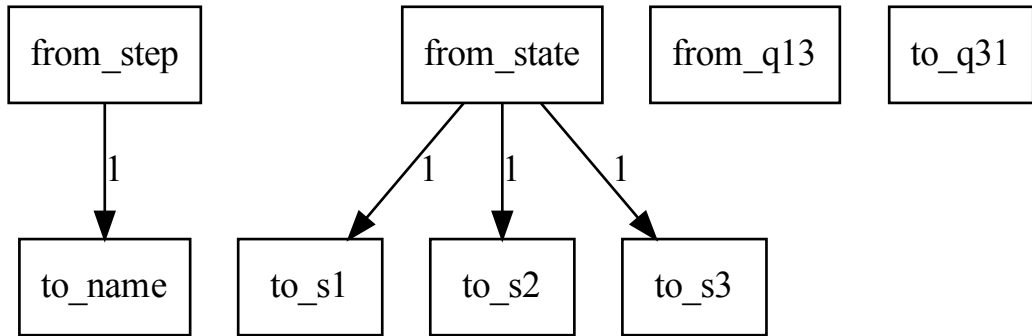 from_step
from_state
from_q13
to_q31
1
1
1
1
to_name
to_s1
to_s2
to_s3